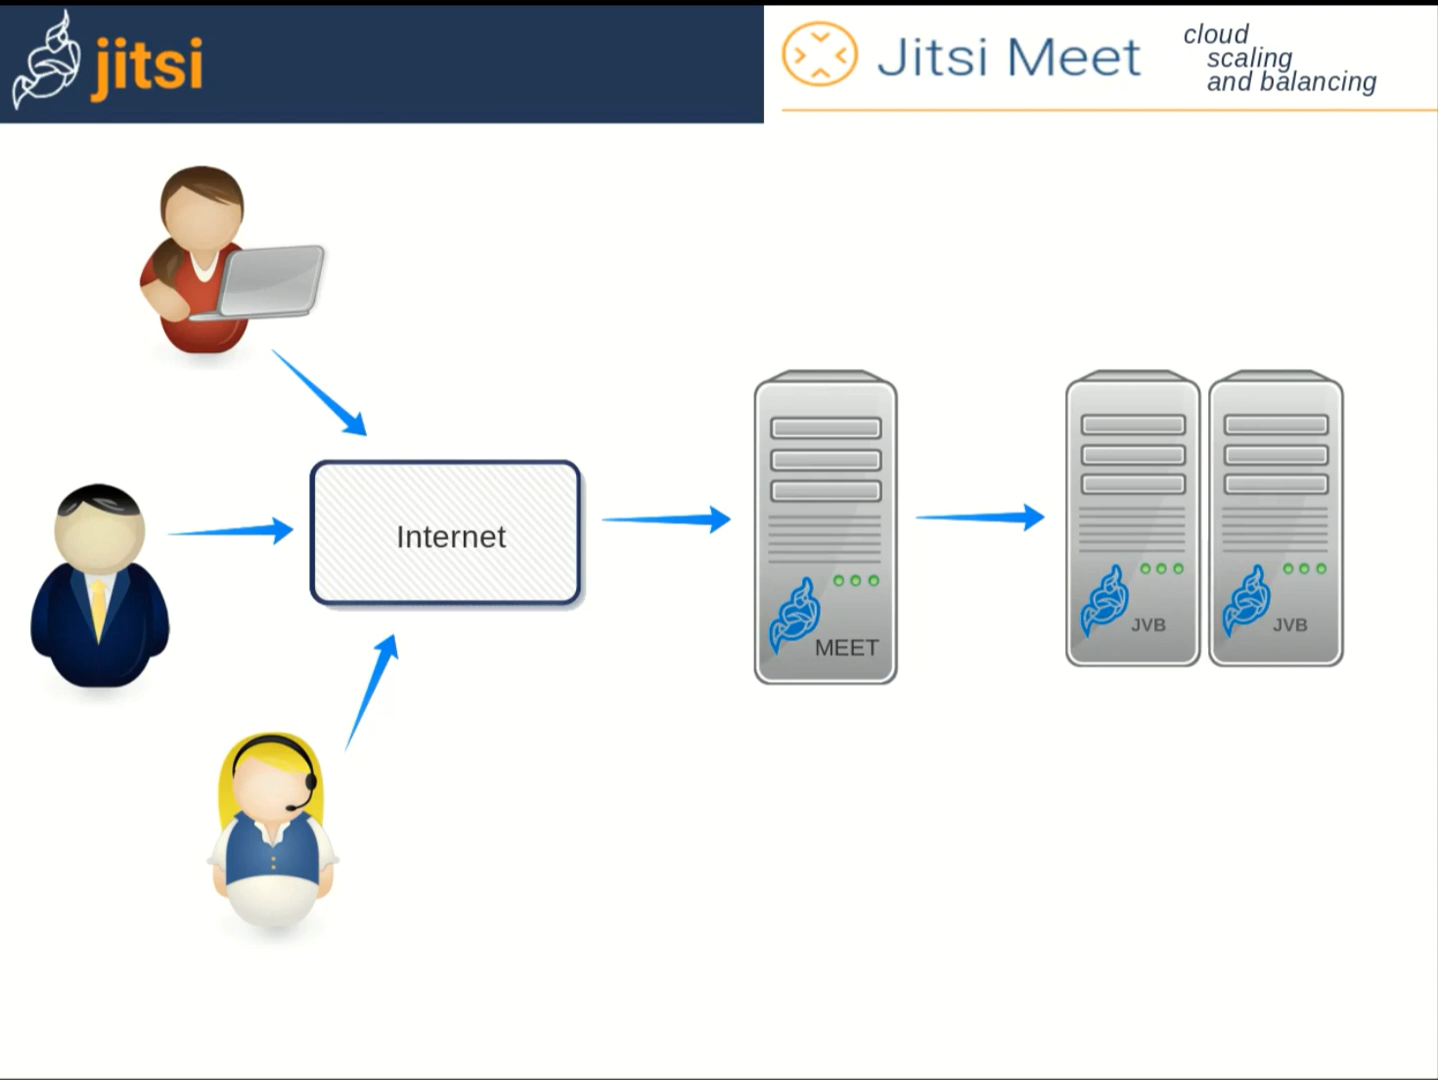 jitsi
Jitsi Meet
cloud
scaling
and balancing
Internet
MEET
JVB
JVB